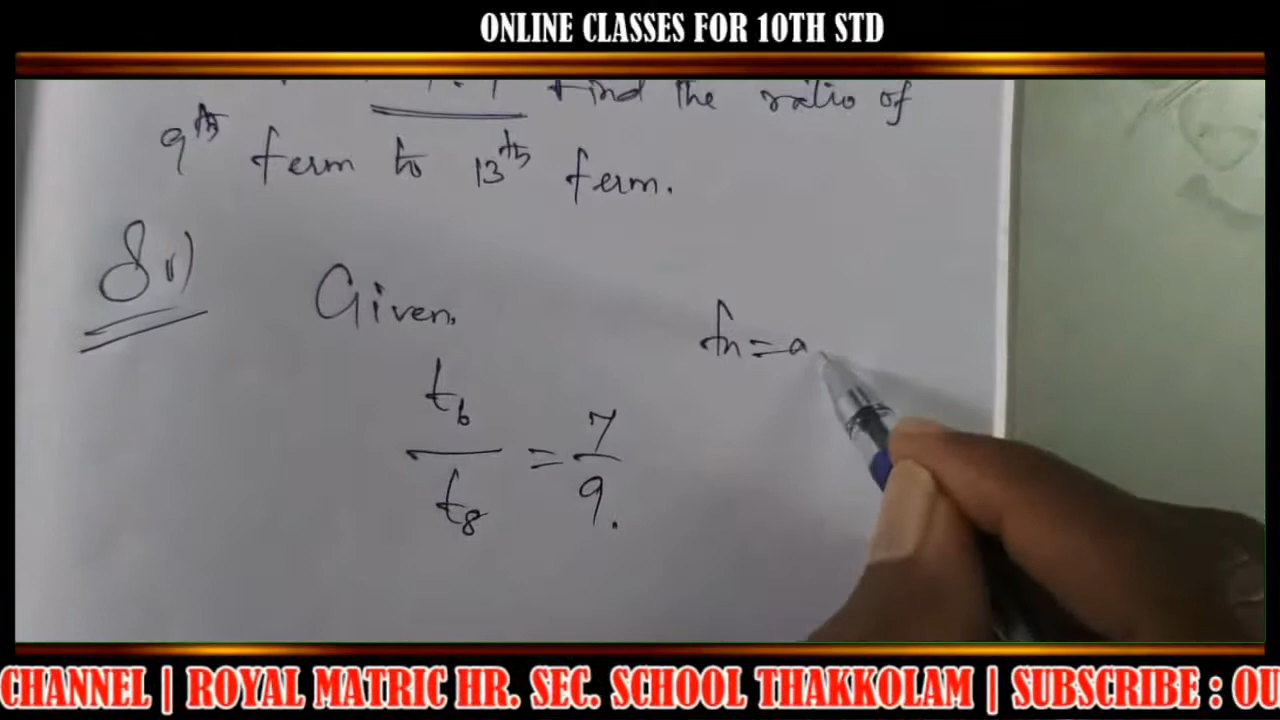 ONLINE CLASSES FOR 10TH STD
Find the ratio of
9th term to 13th term.
Given,
tn = a
t6
/
t8
= 7
/
9.
CHANNEL | ROYAL MATRIC HR. SEC. SCHOOL THAKKOLAM | SUBSCRIBE : OU